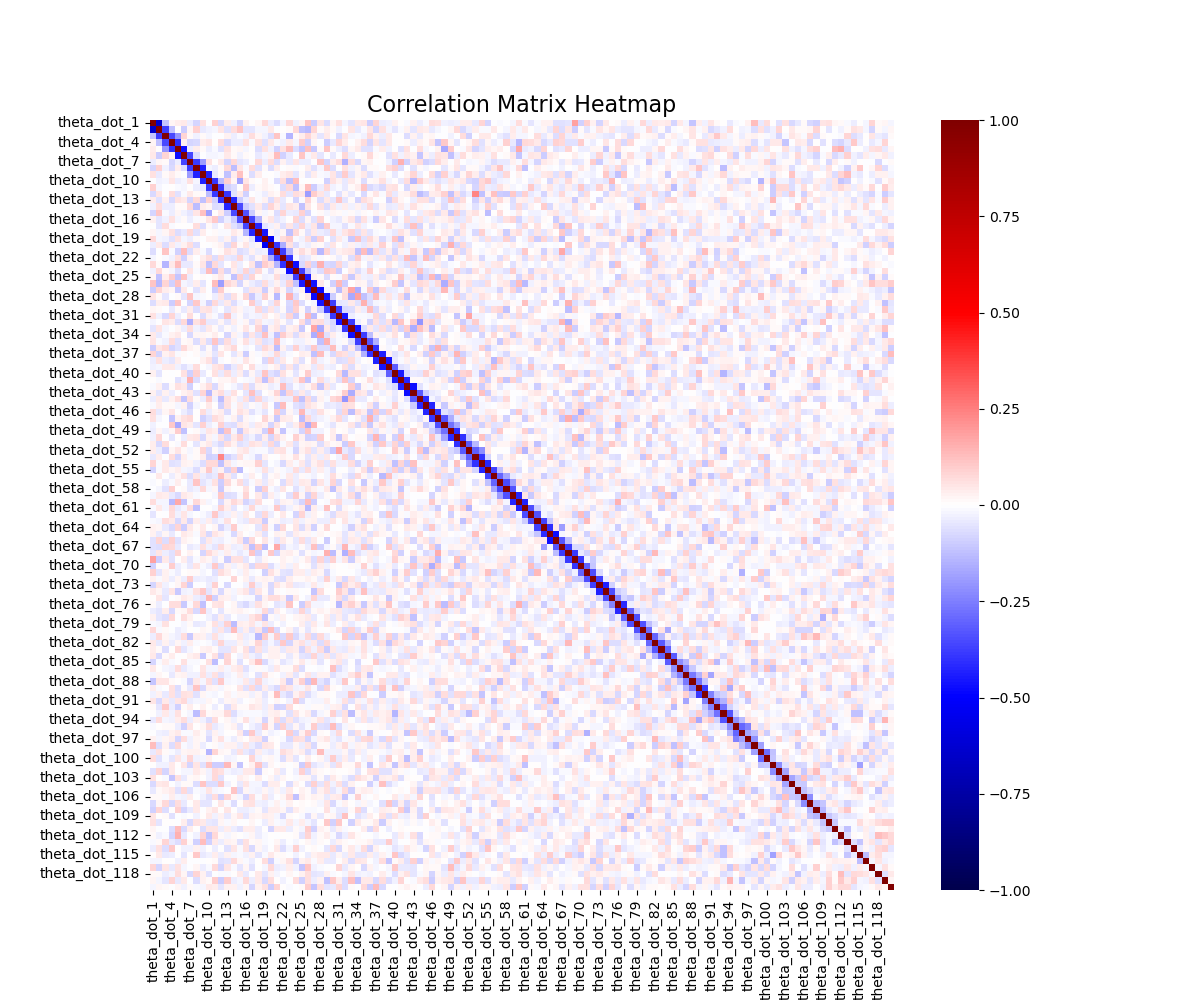 Correlation Matrix Heatmap
theta_dot_1
theta_dot_4
theta_dot_7
theta_dot_10
theta_dot_13
theta_dot_16
theta_dot_19
theta_dot_22
theta_dot_25
theta_dot_28
theta_dot_31
theta_dot_34
theta_dot_37
theta_dot_40
theta_dot_43
theta_dot_46
theta_dot_49
theta_dot_52
theta_dot_55
theta_dot_58
theta_dot_61
theta_dot_64
theta_dot_67
theta_dot_70
theta_dot_73
theta_dot_76
theta_dot_79
theta_dot_82
theta_dot_85
theta_dot_88
theta_dot_91
theta_dot_94
theta_dot_97
theta_dot_100
theta_dot_103
theta_dot_106
theta_dot_109
theta_dot_112
theta_dot_115
theta_dot_118
theta_dot_1
theta_dot_4
theta_dot_7
theta_dot_10
theta_dot_13
theta_dot_16
theta_dot_19
theta_dot_22
theta_dot_25
theta_dot_28
theta_dot_31
theta_dot_34
theta_dot_37
theta_dot_40
theta_dot_43
theta_dot_46
theta_dot_49
theta_dot_52
theta_dot_55
theta_dot_58
theta_dot_61
theta_dot_64
theta_dot_67
theta_dot_70
theta_dot_73
theta_dot_76
theta_dot_79
theta_dot_82
theta_dot_85
theta_dot_88
theta_dot_91
theta_dot_94
theta_dot_97
theta_dot_100
theta_dot_103
theta_dot_106
theta_dot_109
theta_dot_112
theta_dot_115
theta_dot_118
1.00
0.75
0.50
0.25
0.00
−0.25
−0.50
−0.75
−1.00